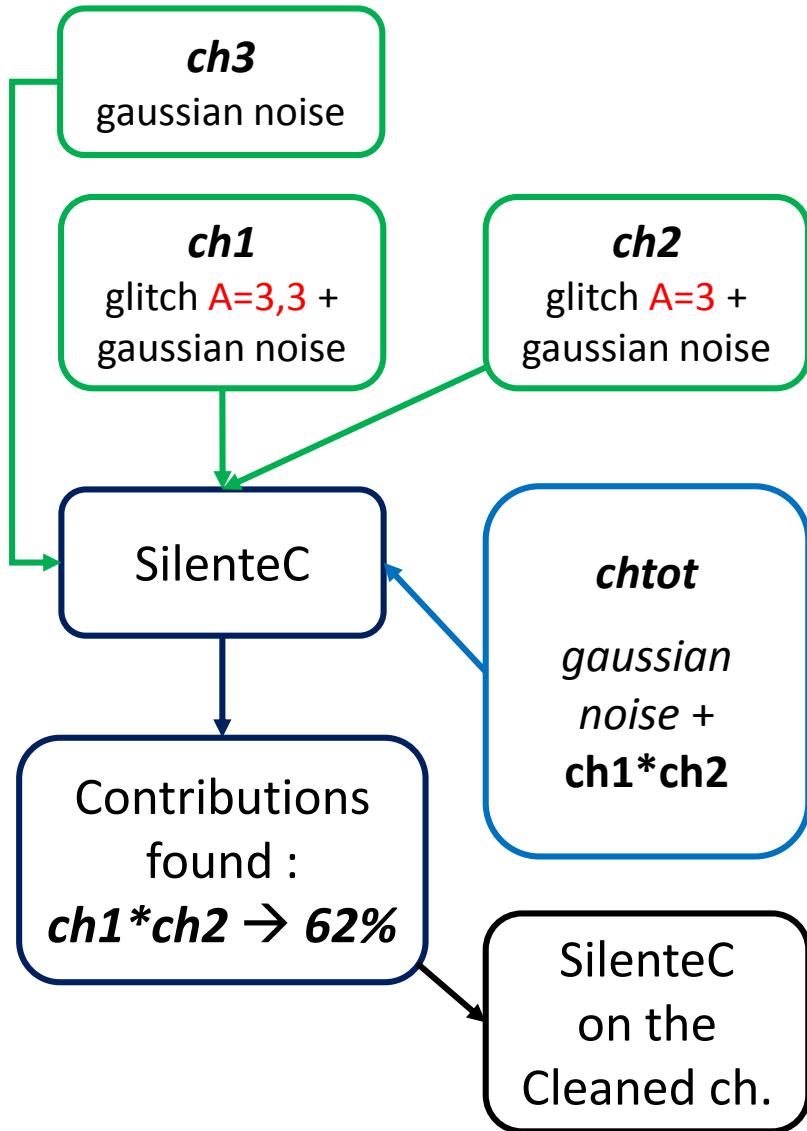 ch3
gaussian noise
ch1
glitch A=3,3 +
gaussian noise
ch2
glitch A=3 +
gaussian noise
SilenteC
chtot
gaussian
noise +
ch1*ch2
Contributions
found :
ch1*ch2 → 62%
SilenteC
on the
Cleaned ch.